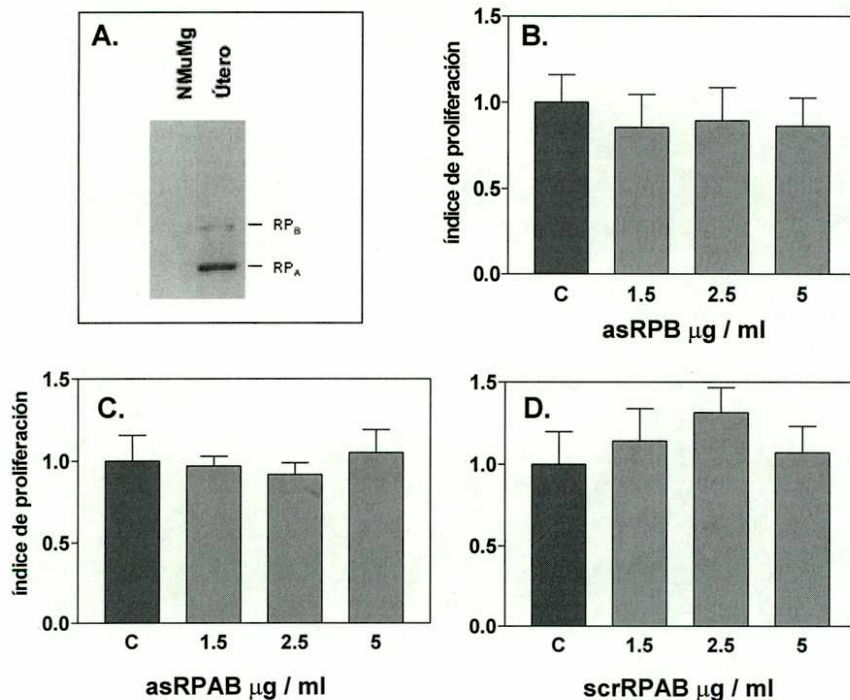 A.
NMuMg
Útero
RPB
RPA
B.
índice de proliferación
1.5
1.0
0.5
0.0
C 1.5 2.5 5
asRPB µg / ml
C.
índice de proliferación
1.5
1.0
0.5
0.0
C 1.5 2.5 5
asRPAB µg / ml
D.
1.5
1.0
0.5
0.0
C 1.5 2.5 5
scrRPAB µg / ml